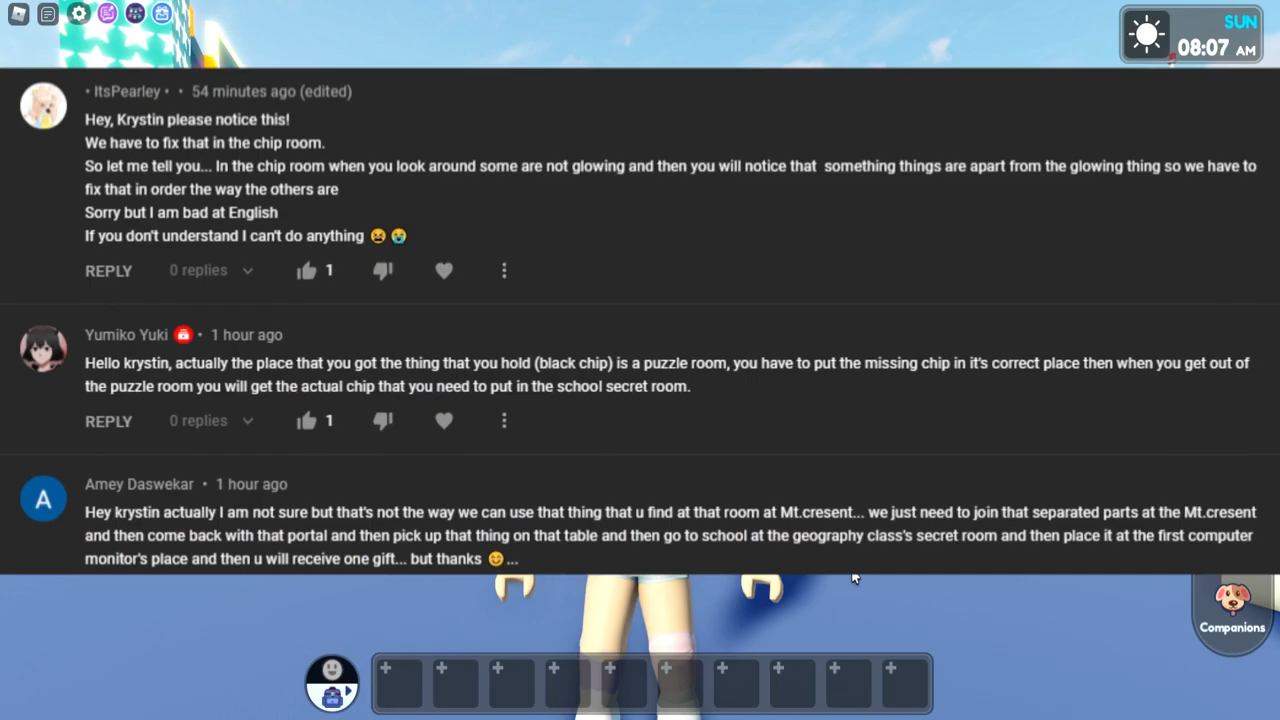 SUN
08:07 AM
• ItsPearley • • 54 minutes ago (edited)
Hey, Krystin please notice this!
We have to fix that in the chip room.
So let me tell you... In the chip room when you look around some are not glowing and then you will notice that something things are apart from the glowing thing so we have to
fix that in order the way the others are
Sorry but I am bad at English
If you don't understand I can't do anything 😫 😭
REPLY 0 replies 1
Yumiko Yuki • 1 hour ago
Hello krystin, actually the place that you got the thing that you hold (black chip) is a puzzle room, you have to put the missing chip in it's correct place then when you get out of
the puzzle room you will get the actual chip that you need to put in the school secret room.
REPLY 0 replies 1
A
Amey Daswekar • 1 hour ago
Hey krystin actually I am not sure but that's not the way we can use that thing that u find at that room at Mt.cresent... we just need to join that separated parts at the Mt.cresent
and then come back with that portal and then pick up that thing on that table and then go to school at the geography class's secret room and then place it at the first computer
monitor's place and then u will receive one gift... but thanks 😊 ...
Companions